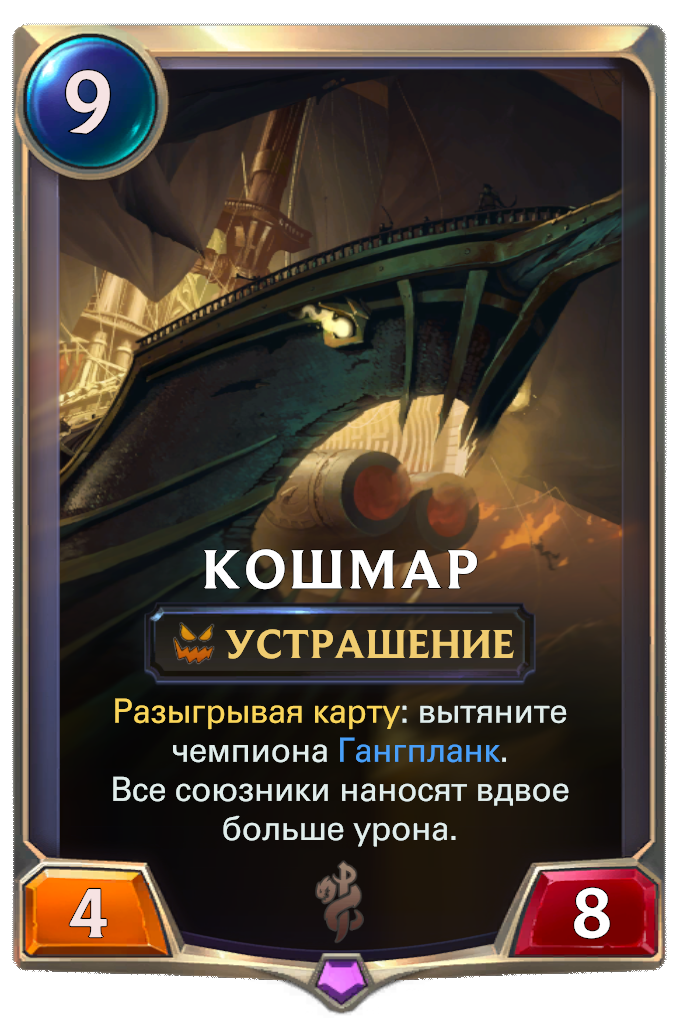 9
КОШМАР
УСТРАШЕНИЕ
Разыгрывая карту: вытяните
чемпиона Гангпланк.
Все союзники наносят вдвое
больше урона.
4
8